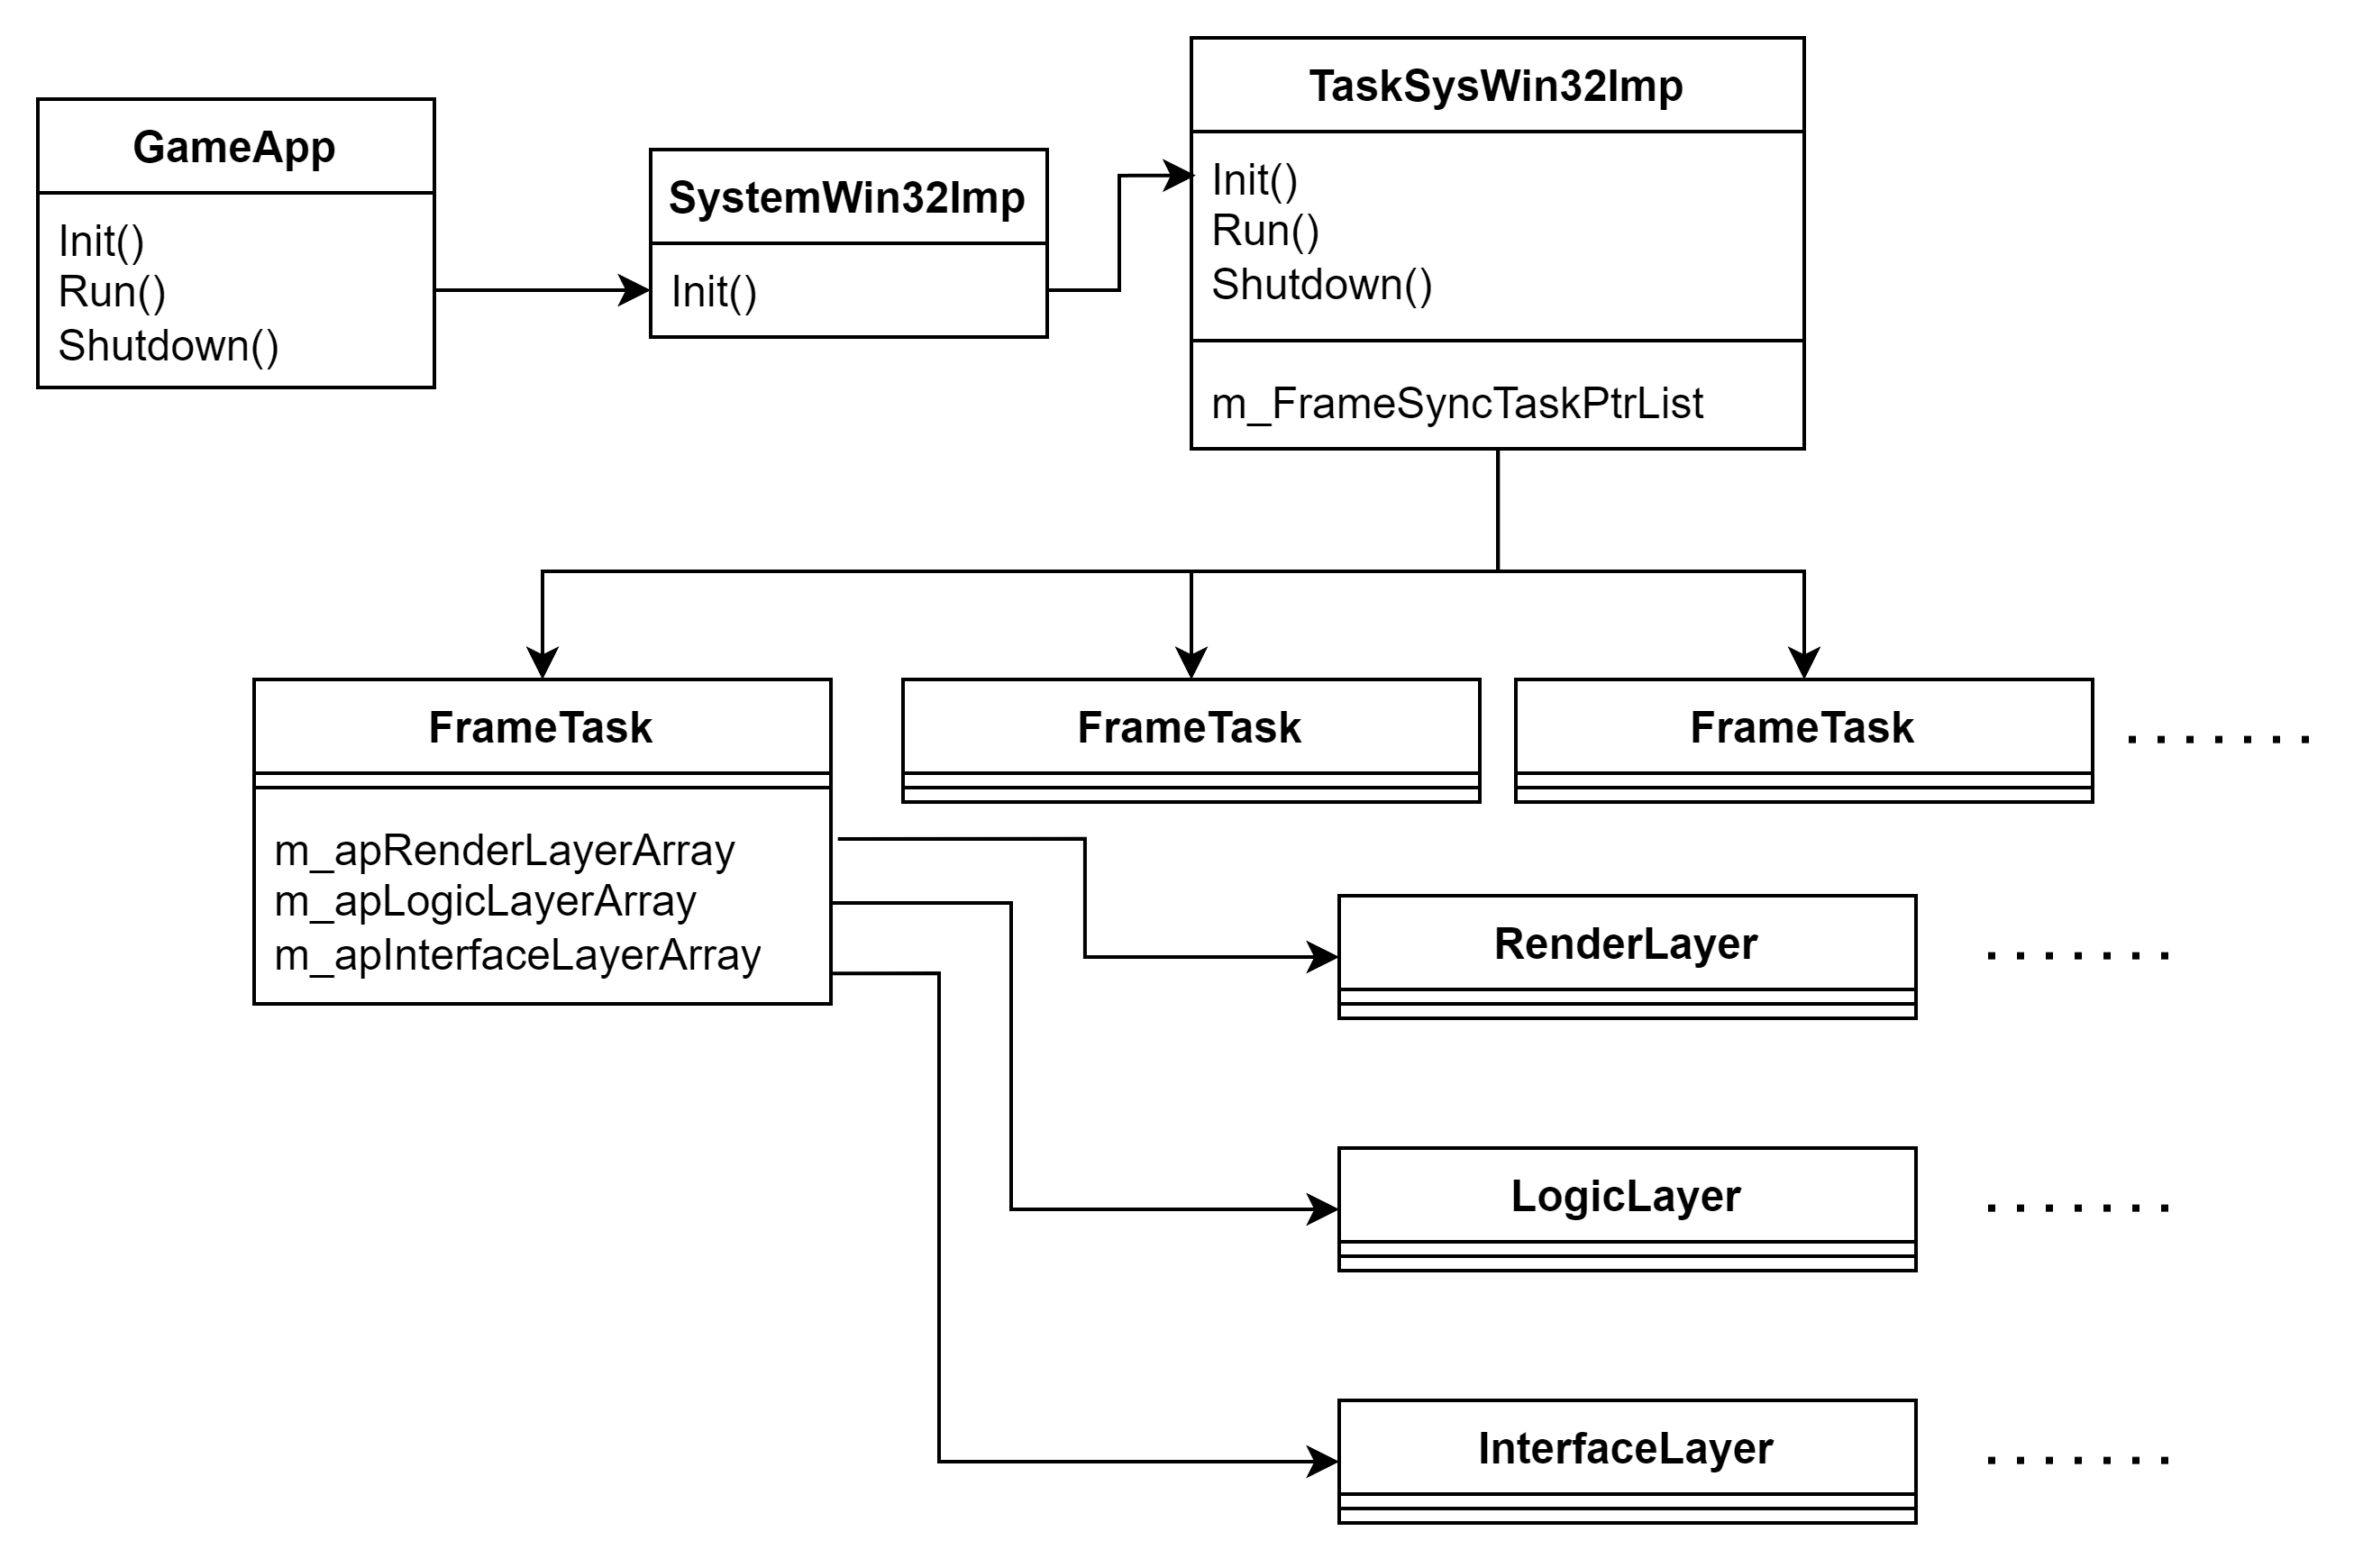 GameApp
Init()
Run()
Shutdown()
SystemWin32Imp
Init()
TaskSysWin32Imp
Init()
Run()
Shutdown()
m_FrameSyncTaskPtrList
FrameTask
m_apRenderLayerArray
m_apLogicLayerArray
m_apInterfaceLayerArray
FrameTask
FrameTask
.......
RenderLayer
.......
LogicLayer
.......
InterfaceLayer
.......